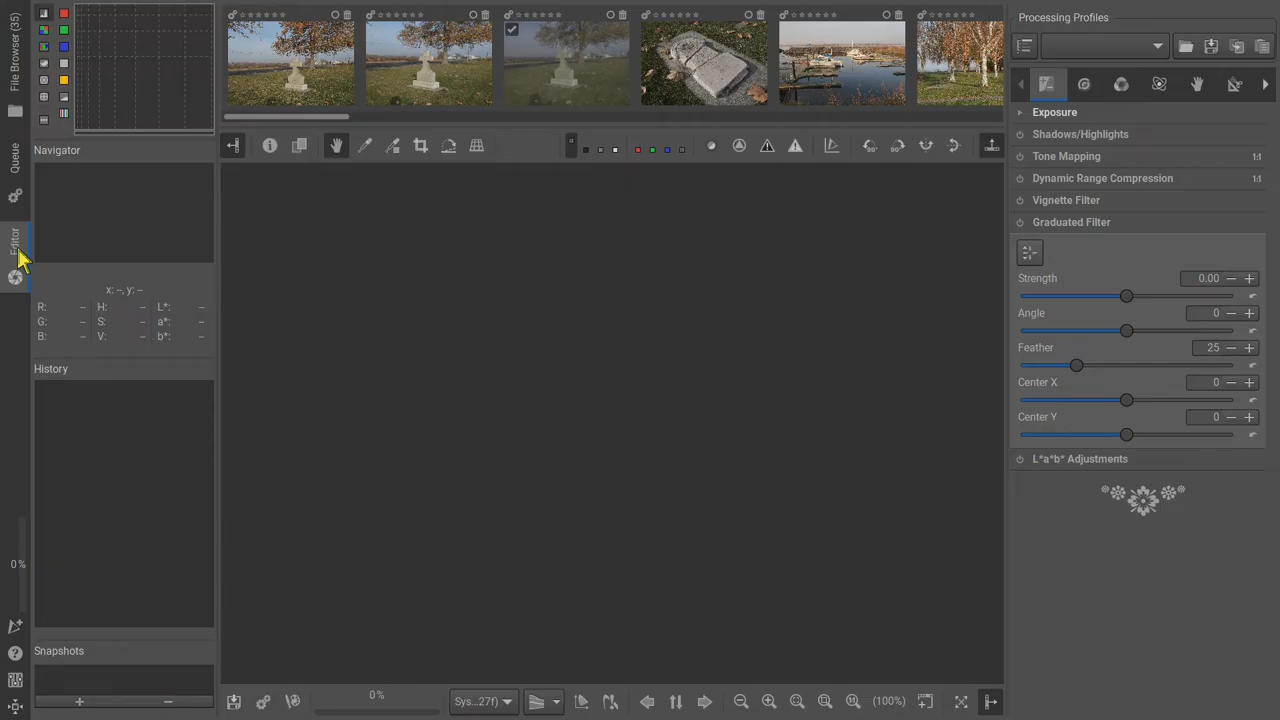 File Browser (35)
Queue
Editor
0%
Navigator
x: –, y: –
R: – H: – L*: –
G: – S: – a*: –
B: – V: – b*: –
History
Snapshots
0%
Sys...27f)
1:1
(100%)
Processing Profiles
Exposure
Shadows/Highlights
Tone Mapping 1:1
Dynamic Range Compression 1:1
Vignette Filter
Graduated Filter
Strength 0.00
Angle 0
Feather 25
Center X 0
Center Y 0
L*a*b* Adjustments